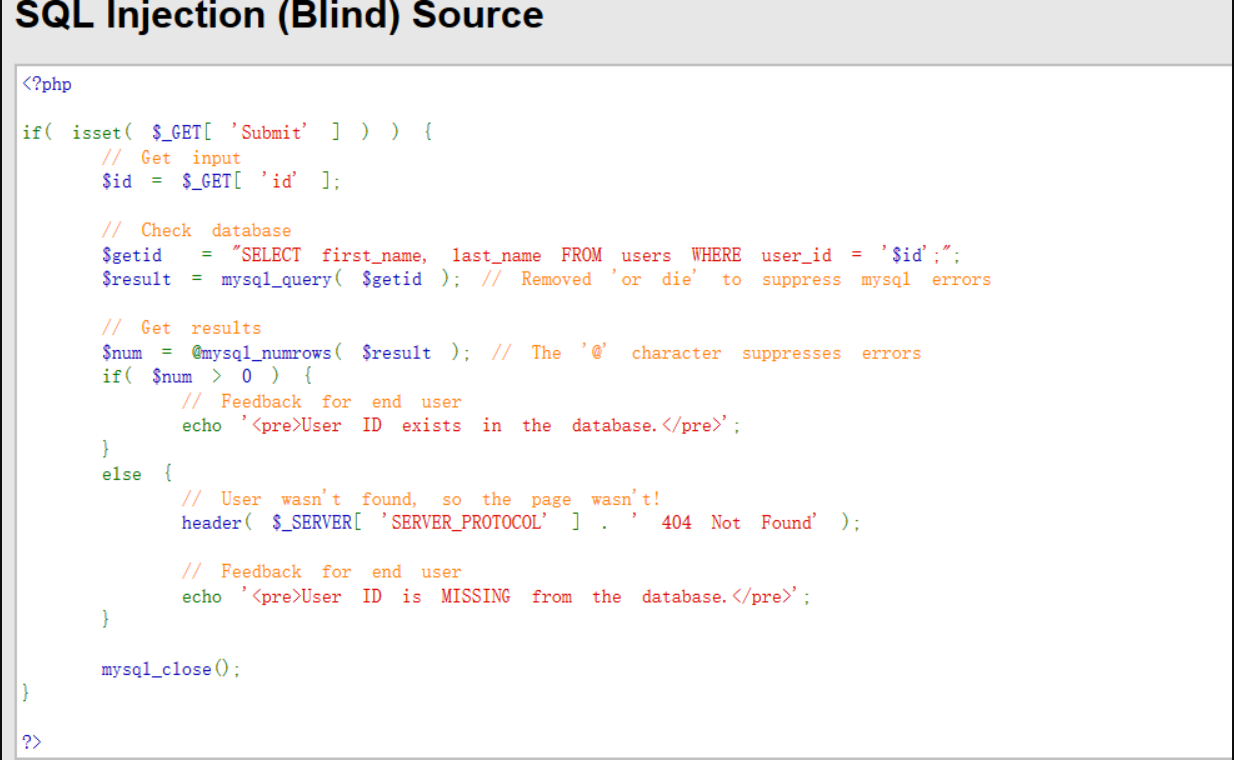 SQL Injection (Blind) Source
<?php
if( isset( $_GET[ 'Submit' ] ) ) {
// Get input
$id = $_GET[ 'id' ];
// Check database
$getid = "SELECT first_name, last_name FROM users WHERE user_id = '$id';";
$result = mysql_query( $getid ); // Removed 'or die' to suppress mysql errors
// Get results
$num = @mysql_numrows( $result ); // The '@' character suppresses errors
if( $num > 0 ) {
// Feedback for end user
echo '<pre>User ID exists in the database.</pre>';
}
else {
// User wasn't found, so the page wasn't!
header( $_SERVER[ 'SERVER_PROTOCOL' ] . ' 404 Not Found' );
// Feedback for end user
echo '<pre>User ID is MISSING from the database.</pre>';
}
mysql_close();
}
?>